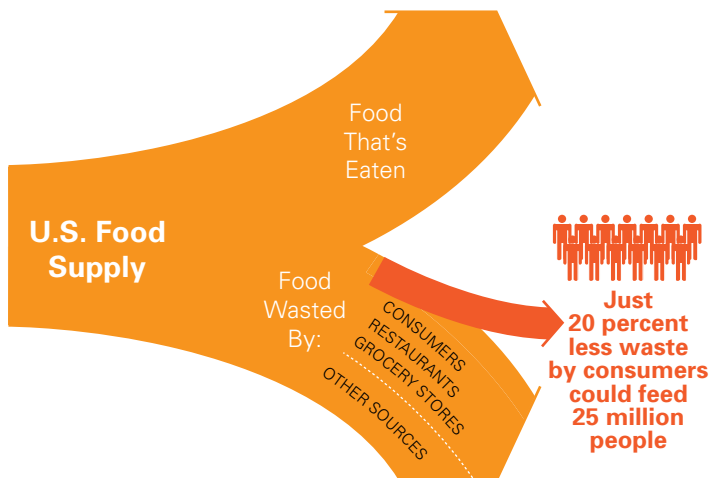 Food
That's
Eaten
U.S. Food
Supply
Food
Wasted
By:
CONSUMERS
RESTAURANTS
GROCERY STORES
OTHER SOURCES
Just
20 percent
less waste
by consumers
could feed
25 million
people